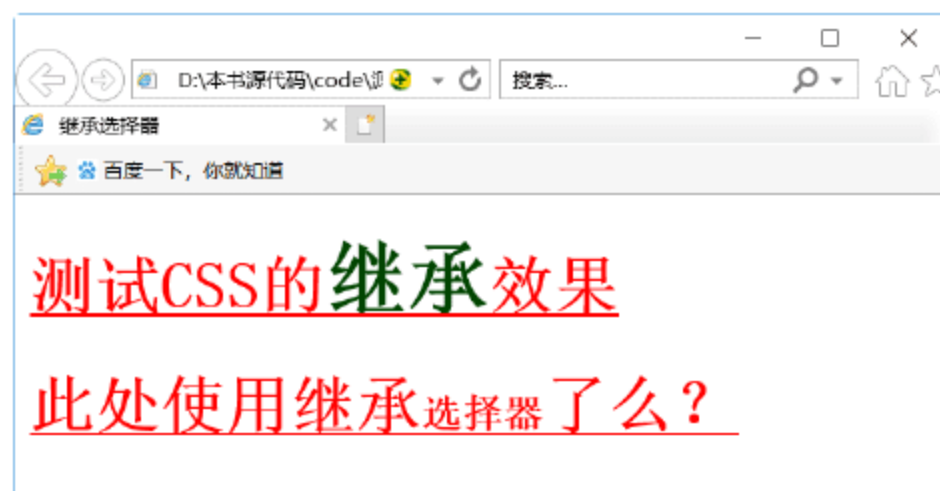 D:\本书源代码\code\
搜索...
继承选择器
百度一下，你就知道
测试CSS的继承效果
此处使用继承选择器了么？